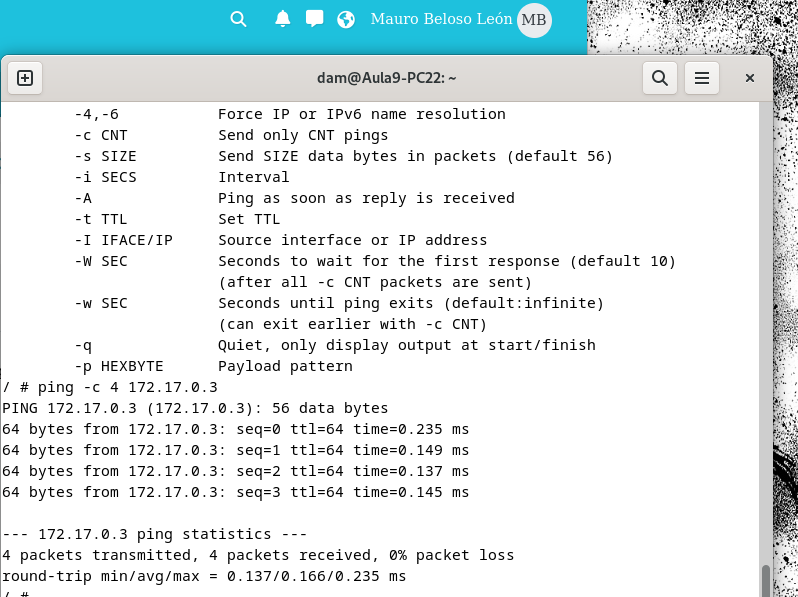 Mauro Beloso León MB
dam@Aula9-PC22: ~
-4,-6 Force IP or IPv6 name resolution
-c CNT Send only CNT pings
-s SIZE Send SIZE data bytes in packets (default 56)
-i SECS Interval
-A Ping as soon as reply is received
-t TTL Set TTL
-I IFACE/IP Source interface or IP address
-W SEC Seconds to wait for the first response (default 10)
(after all -c CNT packets are sent)
-w SEC Seconds until ping exits (default:infinite)
(can exit earlier with -c CNT)
-q Quiet, only display output at start/finish
-p HEXBYTE Payload pattern
/ # ping -c 4 172.17.0.3
PING 172.17.0.3 (172.17.0.3): 56 data bytes
64 bytes from 172.17.0.3: seq=0 ttl=64 time=0.235 ms
64 bytes from 172.17.0.3: seq=1 ttl=64 time=0.149 ms
64 bytes from 172.17.0.3: seq=2 ttl=64 time=0.137 ms
64 bytes from 172.17.0.3: seq=3 ttl=64 time=0.145 ms
--- 172.17.0.3 ping statistics ---
4 packets transmitted, 4 packets received, 0% packet loss
round-trip min/avg/max = 0.137/0.166/0.235 ms
/ #